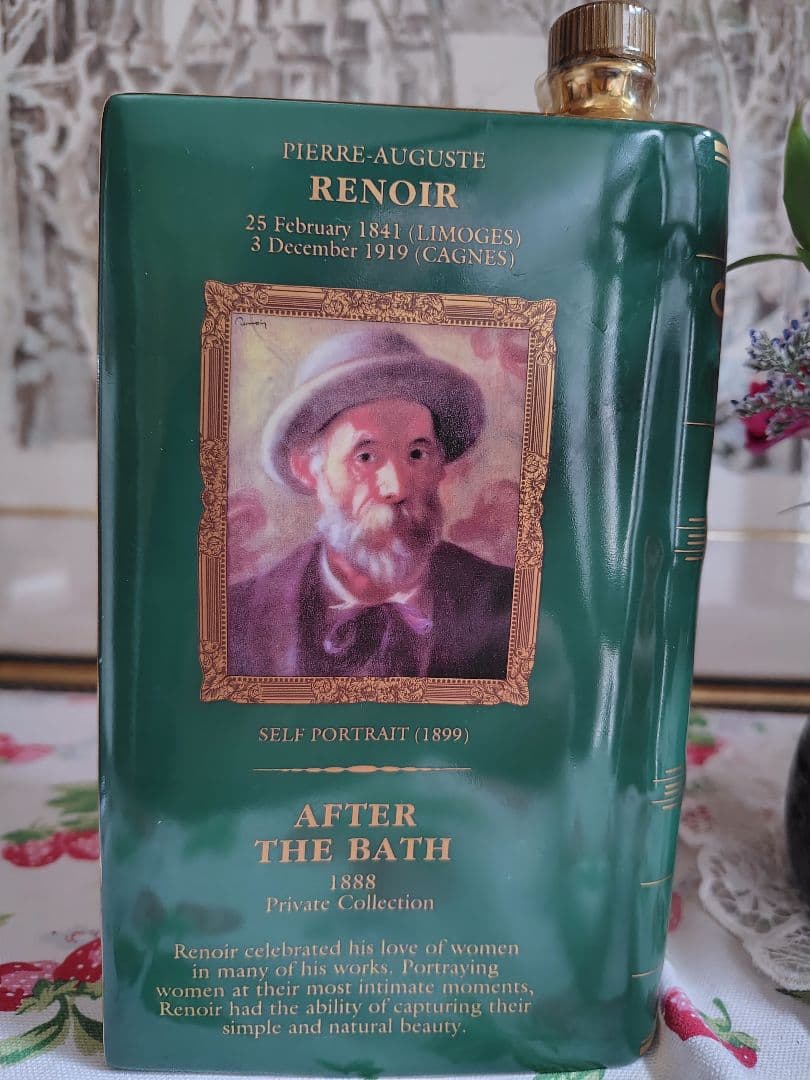 PIERRE-AUGUSTE
RENOIR
25 February 1841 (LIMOGES)
3 December 1919 (CAGNES)
Renoir
SELF PORTRAIT (1899)
AFTER
THE BATH
1888
Private Collection
Renoir celebrated his love of women
in many of his works. Portraying
women at their most intimate moments,
Renoir had the ability of capturing their
simple and natural beauty.